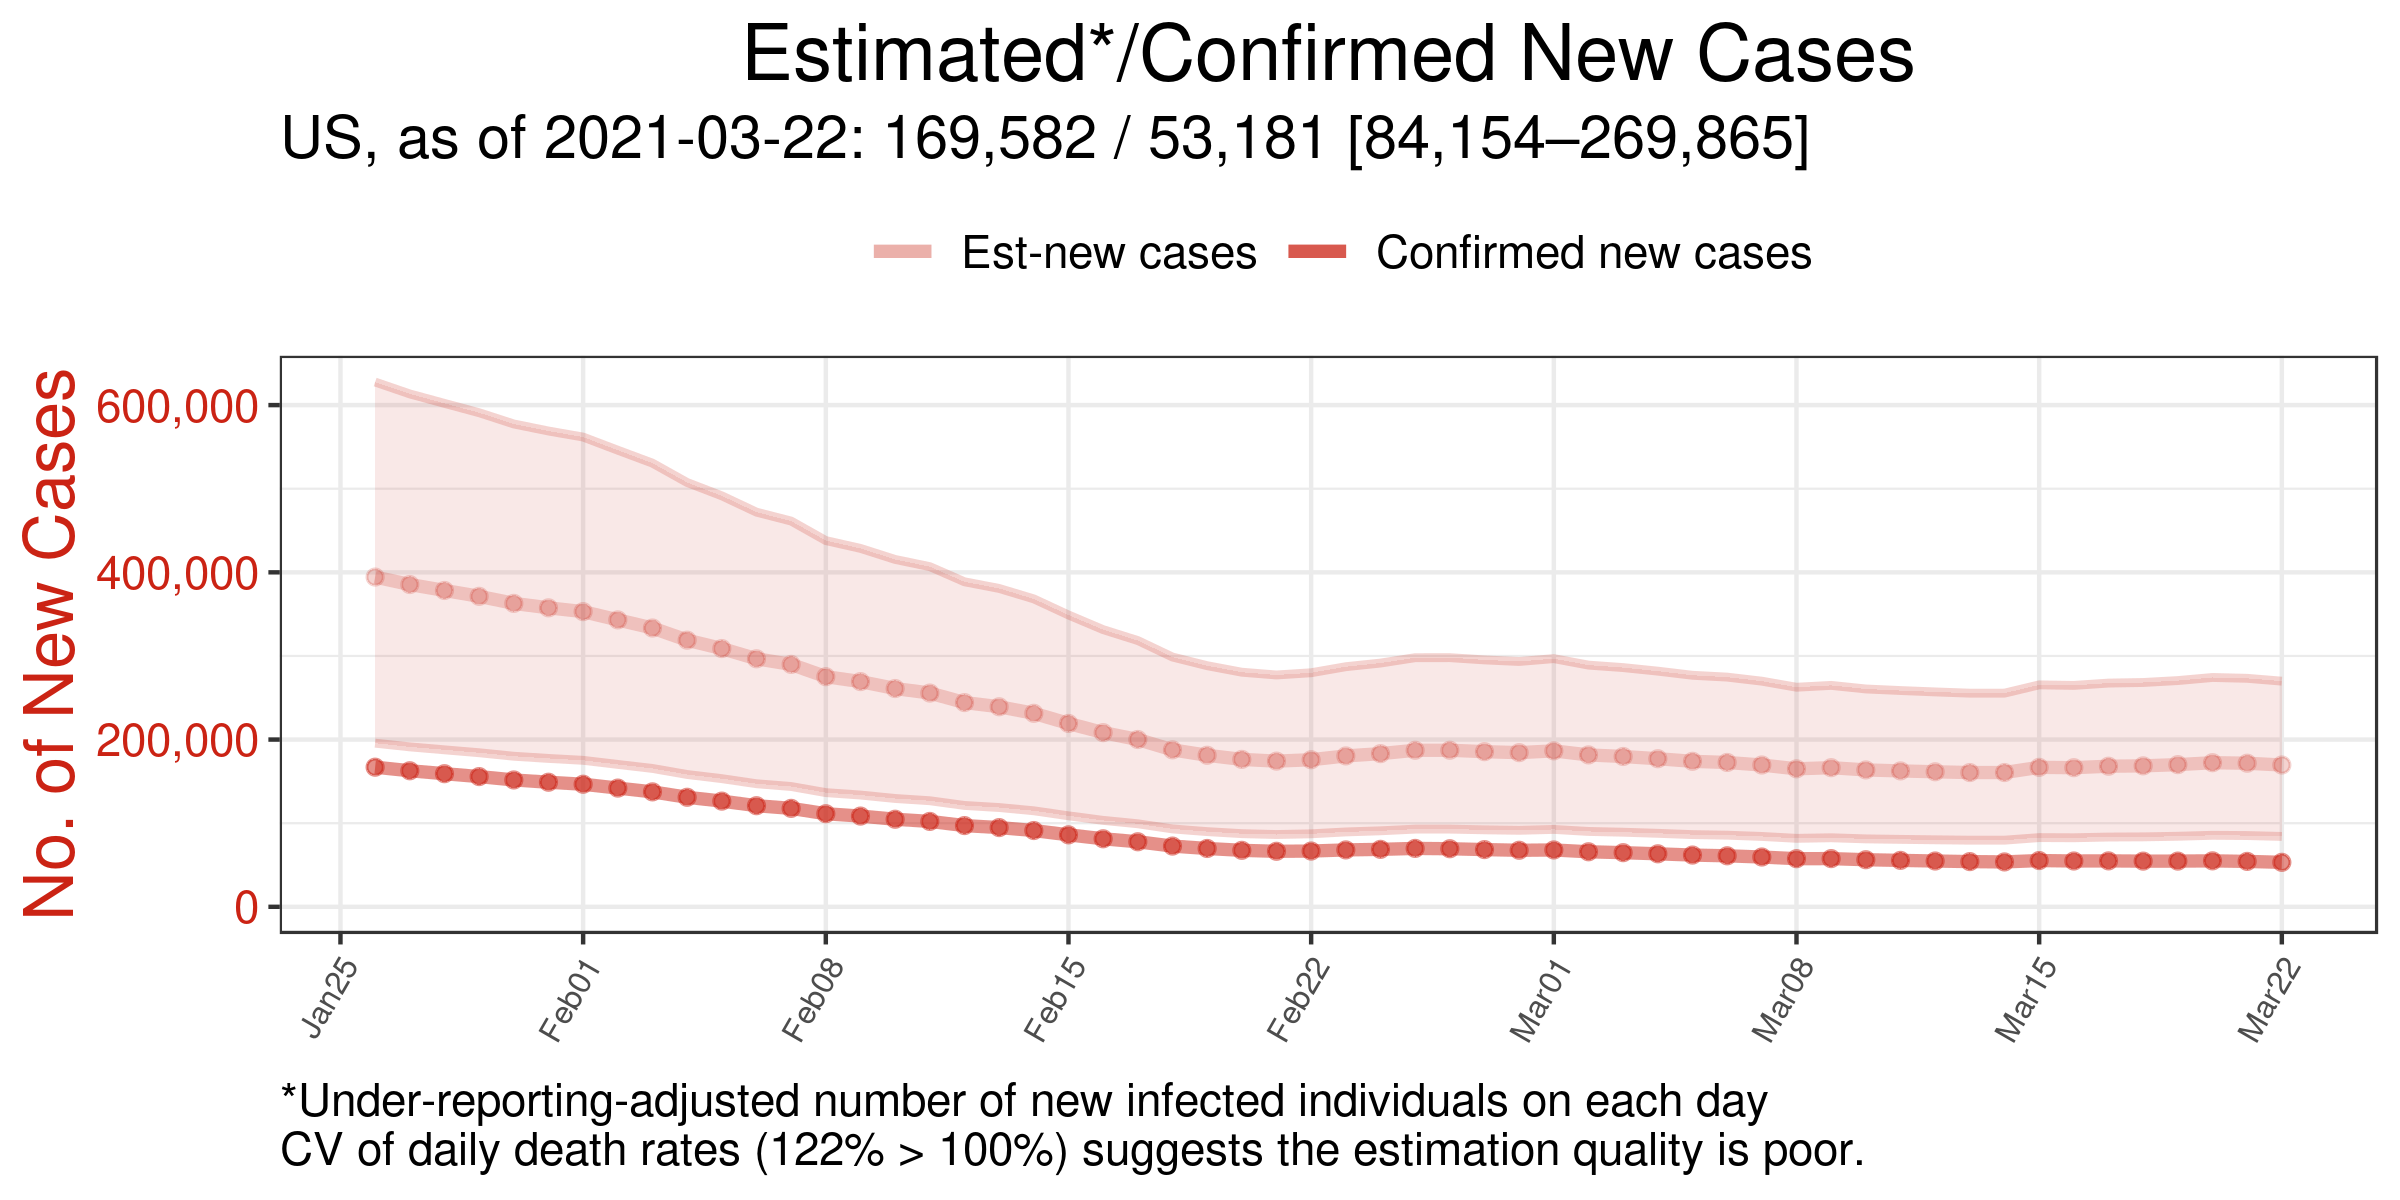 Estimated*/Confirmed New Cases
US, as of 2021-03-22: 169,582 / 53,181 [84,154–269,865]
Est-new cases
Confirmed new cases
No. of New Cases
600,000
400,000
200,000
0
Jan25
Feb01
Feb08
Feb15
Feb22
Mar01
Mar08
Mar15
Mar22
*Under-reporting-adjusted number of new infected individuals on each day
CV of daily death rates (122% > 100%) suggests the estimation quality is poor.